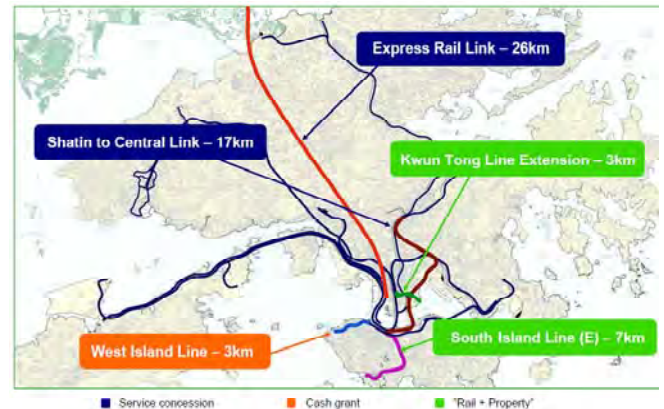 Express Rail Link – 26km
Shatin to Central Link – 17km
Kwun Tong Line Extension – 3km
West Island Line – 3km
South Island Line (E) – 7km
Service concession
Cash grant
"Rail + Property"